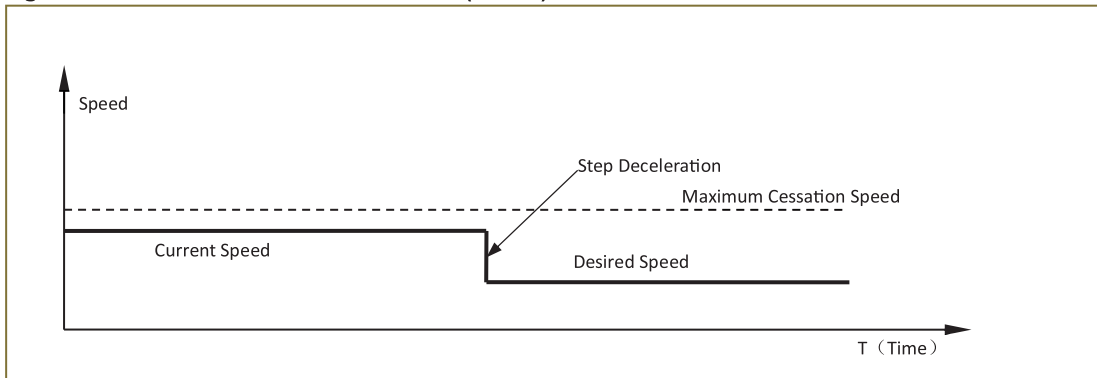 Speed
Step Deceleration
Maximum Cessation Speed
Current Speed
Desired Speed
T（Time）